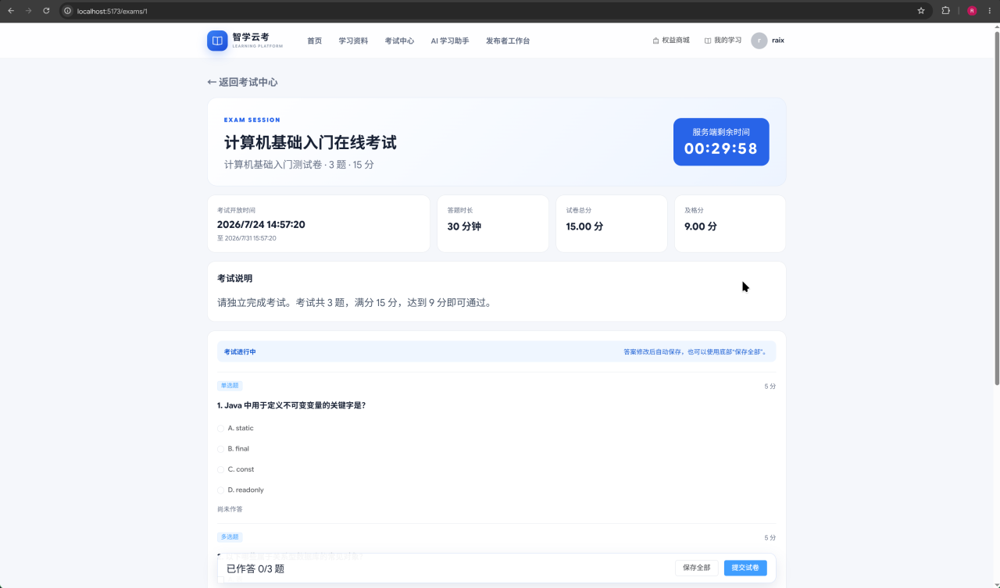 localhost:5173/exams/1
R
智学云考
LEARNING PLATFORM
首页
学习资料
考试中心
AI 学习助手
发布者工作台
权益商城
我的学习
r
raix
← 返回考试中心
EXAM SESSION
计算机基础入门在线考试
计算机基础入门测试卷 · 3 题 · 15 分
服务端剩余时间
00:29:58
考试开放时间
2026/7/24 14:57:20
至 2026/7/31 15:57:20
答题时长
30 分钟
试卷总分
15.00 分
及格分
9.00 分
考试说明
请独立完成考试。考试共 3 题，满分 15 分，达到 9 分即可通过。
考试进行中
答案修改后自动保存，也可以使用底部“保存全部”。
单选题
5 分
1. Java 中用于定义不可变变量的关键字是？
A. static
B. final
C. const
D. readonly
尚未作答
多选题
5 分
已作答 0/3 题
保存全部
提交试卷